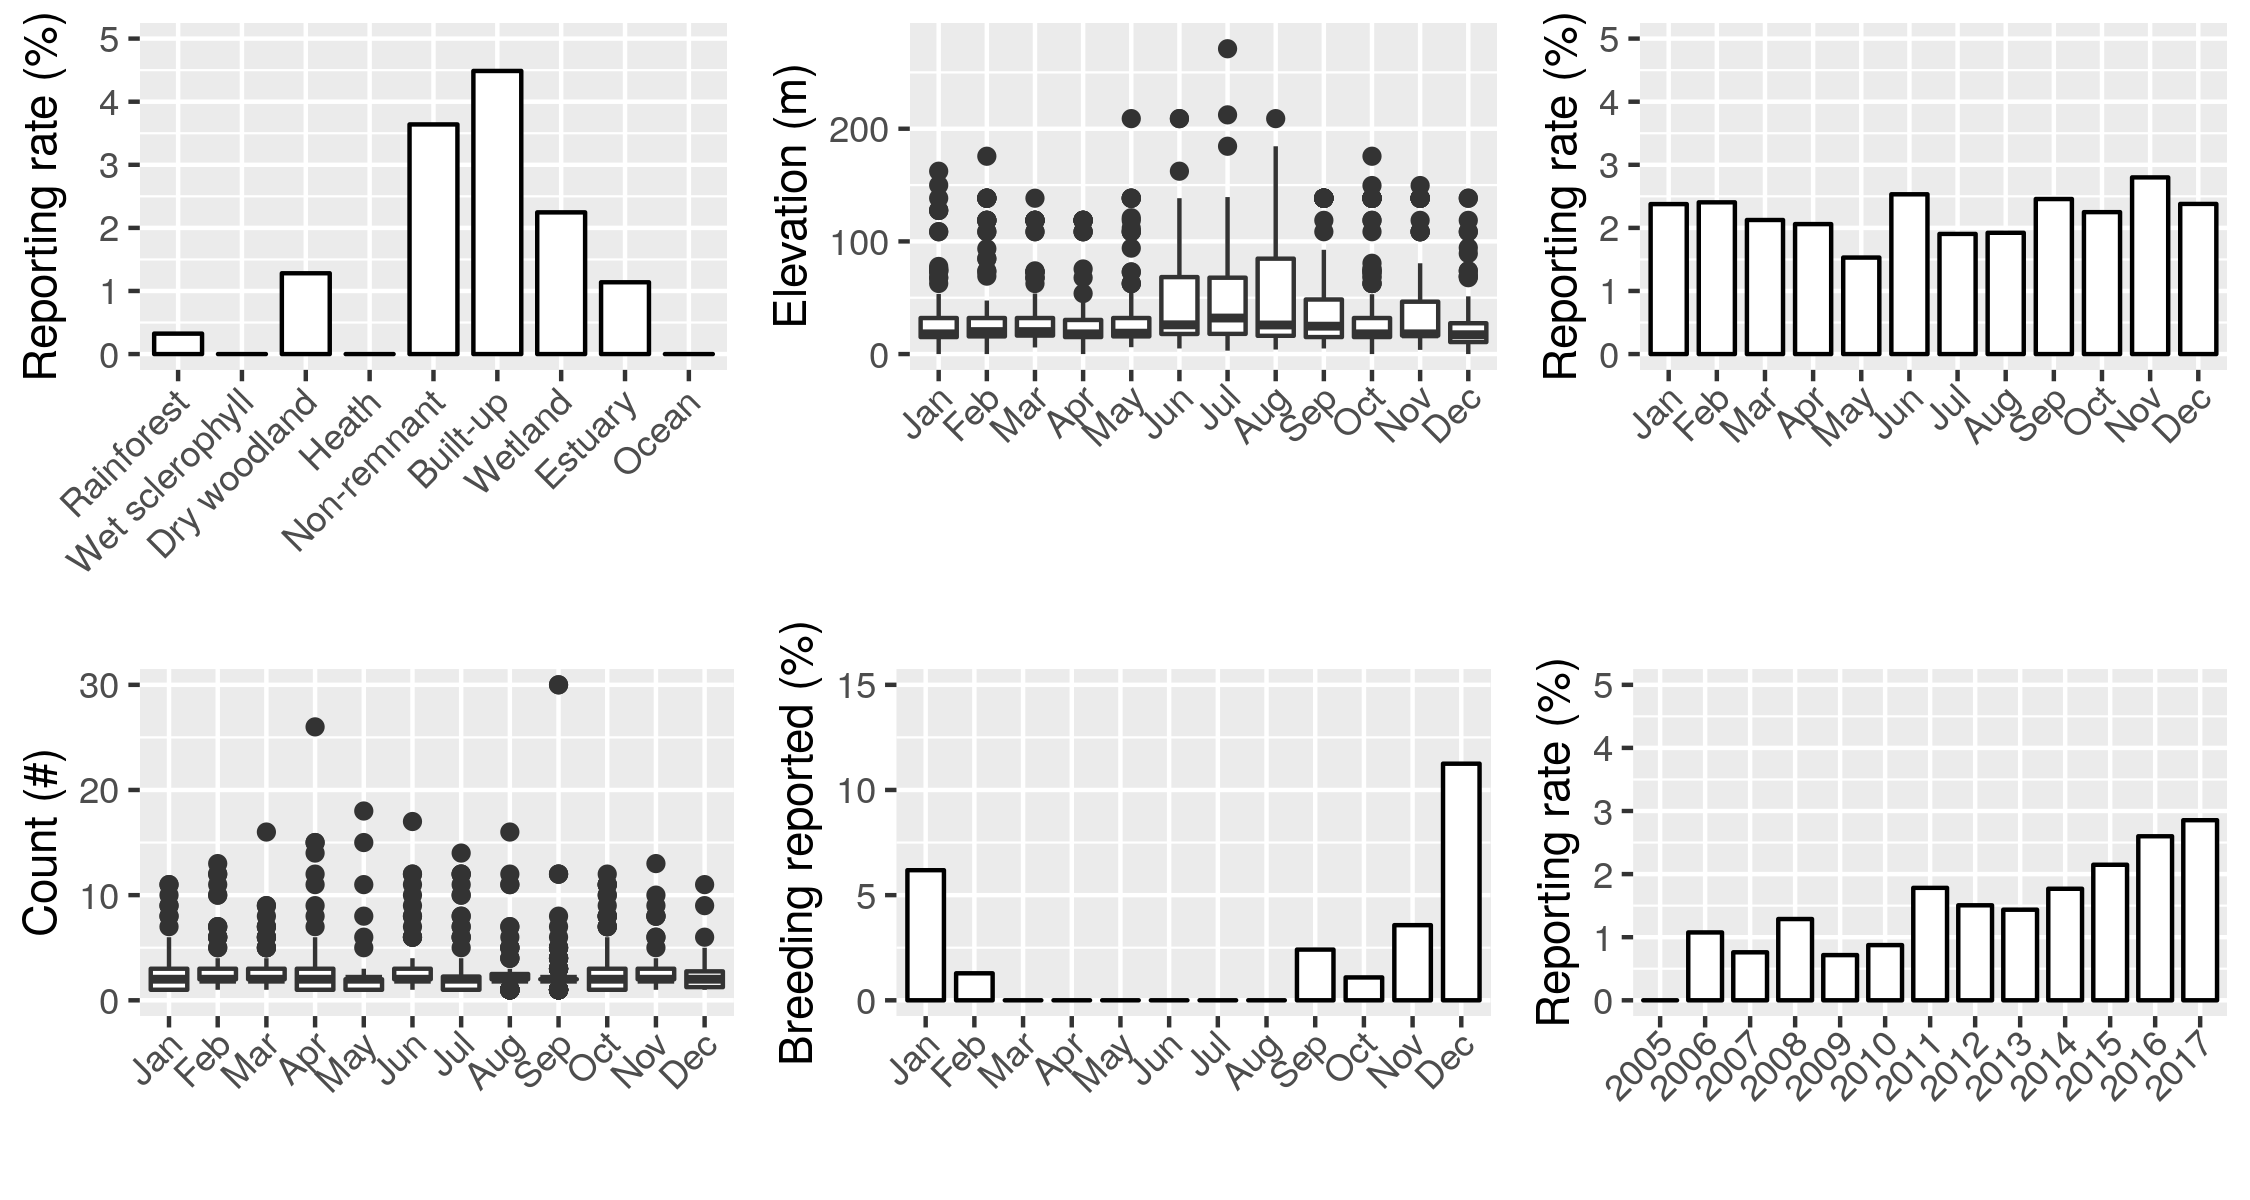 Reporting rate (%)
5
4
3
2
1
0
Rainforest
Wet sclerophyll
Dry woodland
Heath
Non-remnant
Built-up
Wetland
Estuary
Ocean
Elevation (m)
200
100
0
Jan
Feb
Mar
Apr
May
Jun
Jul
Aug
Sep
Oct
Nov
Dec
Reporting rate (%)
5
4
3
2
1
0
Jan
Feb
Mar
Apr
May
Jun
Jul
Aug
Sep
Oct
Nov
Dec
Count (#)
30
20
10
0
Jan
Feb
Mar
Apr
May
Jun
Jul
Aug
Sep
Oct
Nov
Dec
Breeding reported (%)
15
10
5
0
Jan
Feb
Mar
Apr
May
Jun
Jul
Aug
Sep
Oct
Nov
Dec
Reporting rate (%)
5
4
3
2
1
0
2005
2006
2007
2008
2009
2010
2011
2012
2013
2014
2015
2016
2017